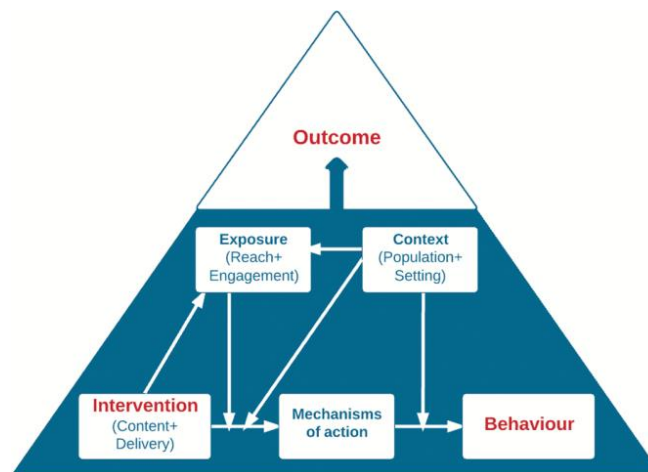 Outcome
Exposure
(Reach+
Engagement)
Context
(Population+
Setting)
Intervention
(Content+
Delivery)
Mechanisms
of action
Behaviour